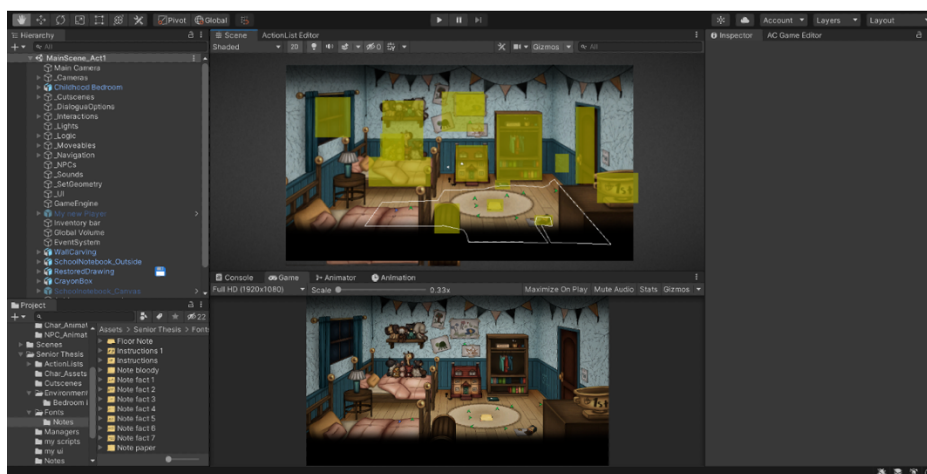 Pivot Global
Account Layers Layout
Hierarchy
All
MainScene_Act1
Main Camera
_Cameras
Childhood Bedroom
_Cutscenes
_DialogueOptions
_Interactions
_Lights
_Logic
_Moveables
_Navigation
_NPCs
_Sounds
_SetGeometry
_UI
GameEngine
My new Player
Inventory bar
Global Volume
EventSystem
WallCarving
SchoolNotebook_Outside
RestoredDrawing
CrayonBox
Schoolnotebook_Canvas
Project
22
Char_Animat
NPC_Animat
Scenes
Senior Thesis
ActionLists
Char_Assets
Cutscenes
Environment
Bedroom I
Fonts
Notes
Managers
my scripts
my ui
Notes
Assets > Senior Thesis > Fonts
Floor Note
Instructions 1
Instructions
Note bloody
Note fact 1
Note fact 2
Note fact 3
Note fact 4
Note fact 5
Note fact 6
Note fact 7
Note paper
Scene ActionList Editor
Shaded 2D 0 Gizmos All
Console Game Animator Animation
Full HD (1920x1080) Scale 0.33x Maximize On Play Mute Audio Stats Gizmos
Inspector AC Game Editor